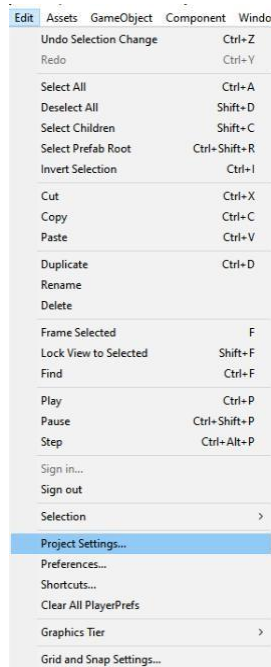 Edit Assets GameObject Component Windo
Undo Selection Change Ctrl+Z
Redo Ctrl+Y
Select All Ctrl+A
Deselect All Shift+D
Select Children Shift+C
Select Prefab Root Ctrl+Shift+R
Invert Selection Ctrl+I
Cut Ctrl+X
Copy Ctrl+C
Paste Ctrl+V
Duplicate Ctrl+D
Rename
Delete
Frame Selected F
Lock View to Selected Shift+F
Find Ctrl+F
Play Ctrl+P
Pause Ctrl+Shift+P
Step Ctrl+Alt+P
Sign in...
Sign out
Selection >
Project Settings...
Preferences...
Shortcuts...
Clear All PlayerPrefs
Graphics Tier >
Grid and Snap Settings...